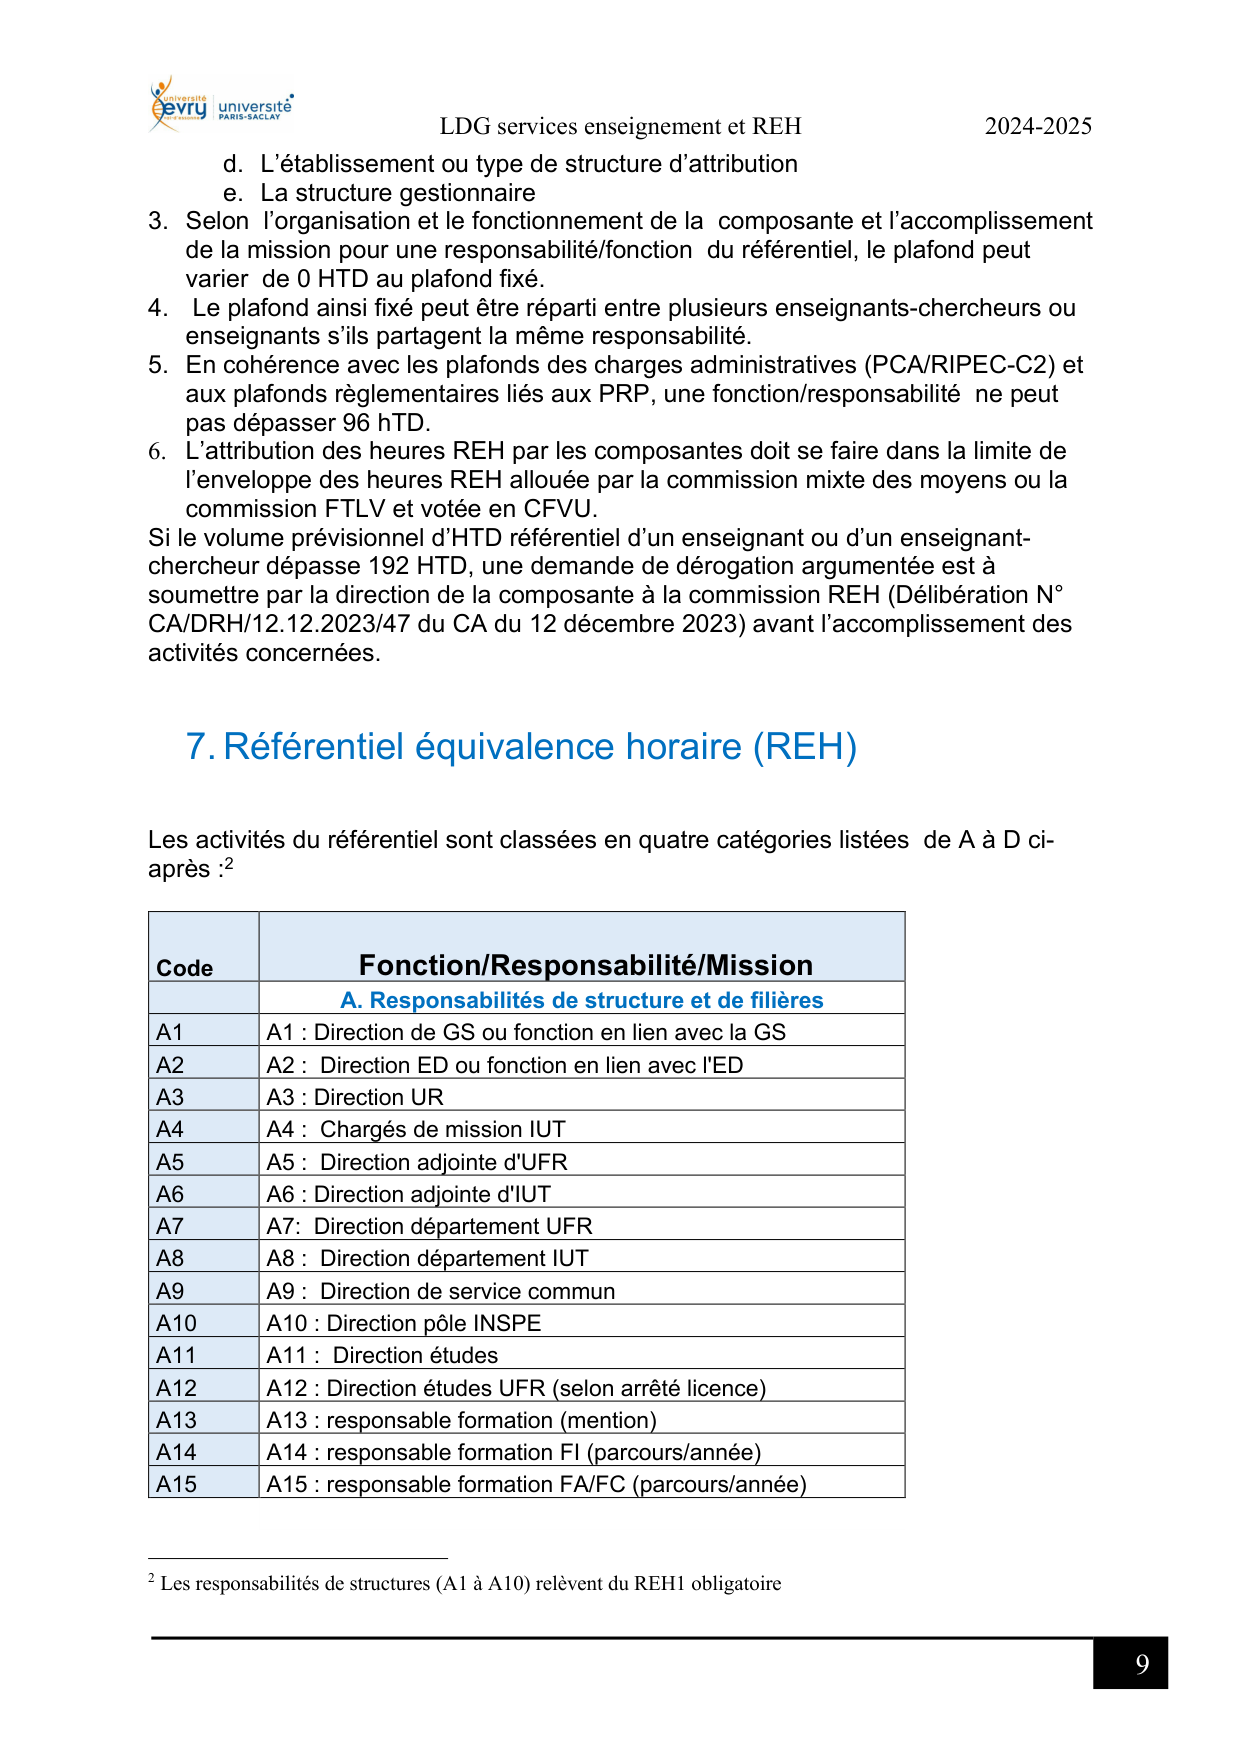 université
evry
université
PARIS-SACLAY
LDG services enseignement et REH 2024-2025
d. L’établissement ou type de structure d’attribution
e. La structure gestionnaire
3. Selon l’organisation et le fonctionnement de la composante et l’accomplissement
de la mission pour une responsabilité/fonction du référentiel, le plafond peut
varier de 0 HTD au plafond fixé.
4. Le plafond ainsi fixé peut être réparti entre plusieurs enseignants-chercheurs ou
enseignants s’ils partagent la même responsabilité.
5. En cohérence avec les plafonds des charges administratives (PCA/RIPEC-C2) et
aux plafonds règlementaires liés aux PRP, une fonction/responsabilité ne peut
pas dépasser 96 hTD.
6. L’attribution des heures REH par les composantes doit se faire dans la limite de
l’enveloppe des heures REH allouée par la commission mixte des moyens ou la
commission FTLV et votée en CFVU.
Si le volume prévisionnel d’HTD référentiel d’un enseignant ou d’un enseignant-
chercheur dépasse 192 HTD, une demande de dérogation argumentée est à
soumettre par la direction de la composante à la commission REH (Délibération N°
CA/DRH/12.12.2023/47 du CA du 12 décembre 2023) avant l’accomplissement des
activités concernées.
7. Référentiel équivalence horaire (REH)
Les activités du référentiel sont classées en quatre catégories listées de A à D ci-
après :2
Code Fonction/Responsabilité/Mission
A. Responsabilités de structure et de filières
A1 A1 : Direction de GS ou fonction en lien avec la GS
A2 A2 : Direction ED ou fonction en lien avec l'ED
A3 A3 : Direction UR
A4 A4 : Chargés de mission IUT
A5 A5 : Direction adjointe d'UFR
A6 A6 : Direction adjointe d'IUT
A7 A7: Direction département UFR
A8 A8 : Direction département IUT
A9 A9 : Direction de service commun
A10 A10 : Direction pôle INSPE
A11 A11 : Direction études
A12 A12 : Direction études UFR (selon arrêté licence)
A13 A13 : responsable formation (mention)
A14 A14 : responsable formation FI (parcours/année)
A15 A15 : responsable formation FA/FC (parcours/année)
2 Les responsabilités de structures (A1 à A10) relèvent du REH1 obligatoire
9